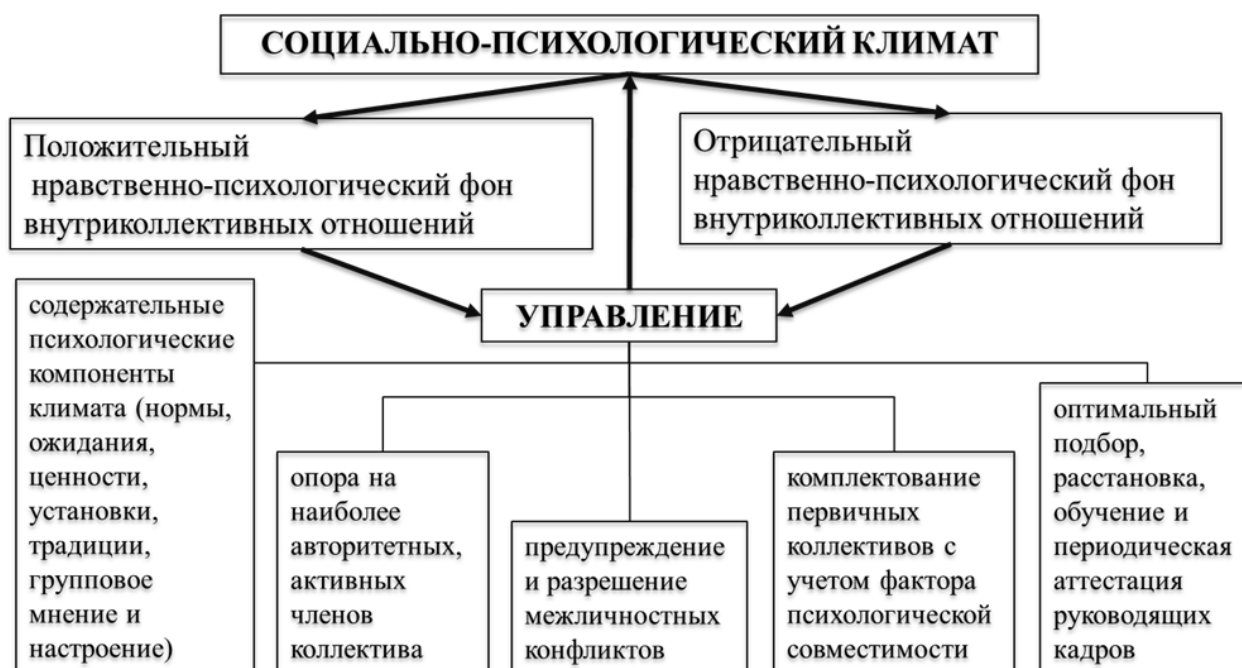 СОЦИАЛЬНО-ПСИХОЛОГИЧЕСКИЙ КЛИМАТ
Положительный
нравственно-психологический фон
внутриколлективных отношений
Отрицательный
нравственно-психологический фон
внутриколлективных отношений
УПРАВЛЕНИЕ
содержательные
психологические
компоненты
климата (нормы,
ожидания,
ценности,
установки,
традиции,
групповое
мнение и
настроение)
опора на
наиболее
авторитетных,
активных
членов
коллектива
предупреждение
и разрешение
межличностных
конфликтов
комплектование
первичных
коллективов с
учетом фактора
психологической
совместимости
оптимальный
подбор,
расстановка,
обучение и
периодическая
аттестация
руководящих
кадров